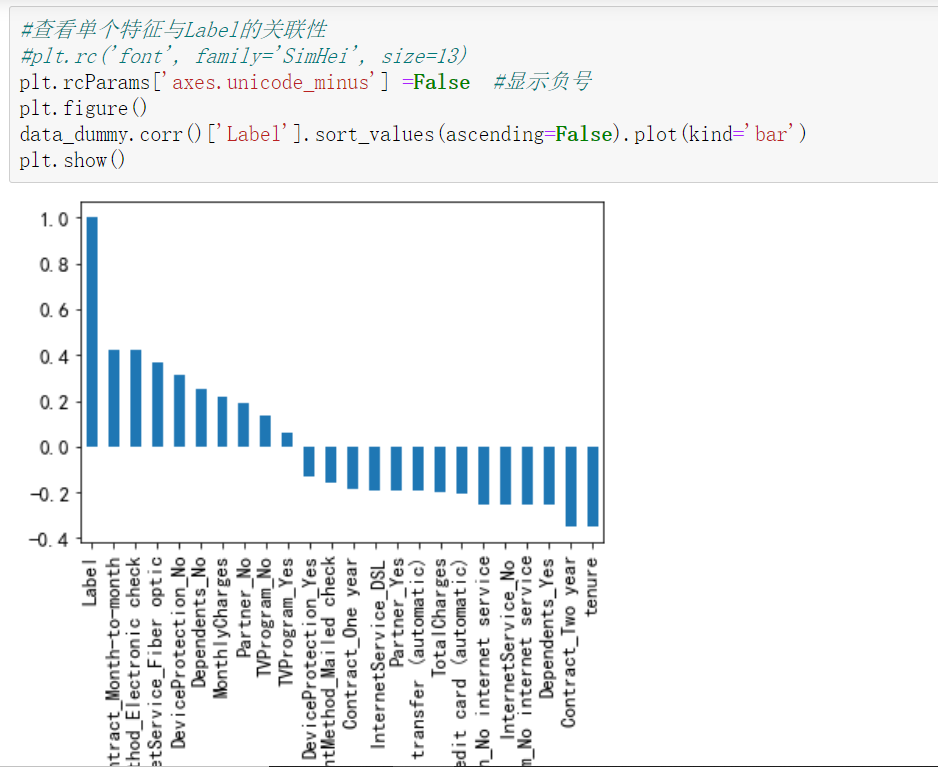 #查看单个特征与Label的关联性
#plt.rc('font', family='SimHei', size=13)
plt.rcParams['axes.unicode_minus'] =False  #显示负号
plt.figure()
data_dummy.corr()['Label'].sort_values(ascending=False).plot(kind='bar')
plt.show()
1.0
0.8
0.6
0.4
0.2
0.0
−0.2
−0.4
Label
ntract_Month-to-month
thod_Electronic check
etService_Fiber optic
DeviceProtection_No
Dependents_No
MonthlyCharges
Partner_No
TVProgram_No
TVProgram_Yes
DeviceProtection_Yes
ntMethod_Mailed check
Contract_One year
InternetService_DSL
Partner_Yes
transfer (automatic)
TotalCharges
edit card (automatic)
n_No internet service
InternetService_No
m_No internet service
Dependents_Yes
Contract_Two year
tenure